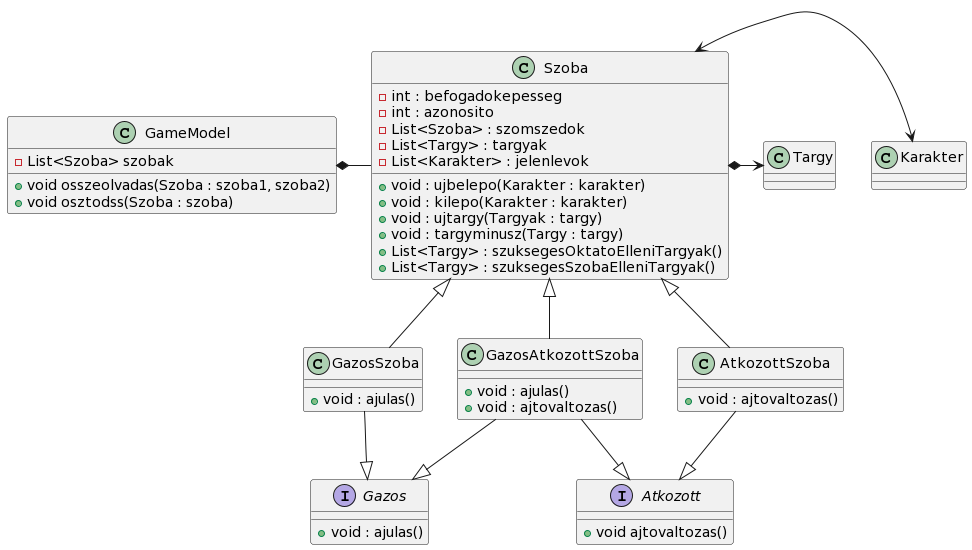 C Szoba
int : befogadokepesseg
int : azonosito
List<Szoba> : szomszedok
List<Targy> : targyak
List<Karakter> : jelenlevok
void : ujbelepo(Karakter : karakter)
void : kilepo(Karakter : karakter)
void : ujtargy(Targyak : targy)
void : targyminusz(Targy : targy)
List<Targy> : szuksegesOktatoElleniTargyak()
List<Targy> : szuksegesSzobaElleniTargyak()
C GameModel
List<Szoba> szobak
void osszeolvadas(Szoba : szoba1, szoba2)
void osztodss(Szoba : szoba)
C Targy
C Karakter
C GazosSzoba
void : ajulas()
C GazosAtkozottSzoba
void : ajulas()
void : ajtovaltozas()
C AtkozottSzoba
void : ajtovaltozas()
I Gazos
void : ajulas()
I Atkozott
void ajtovaltozas()